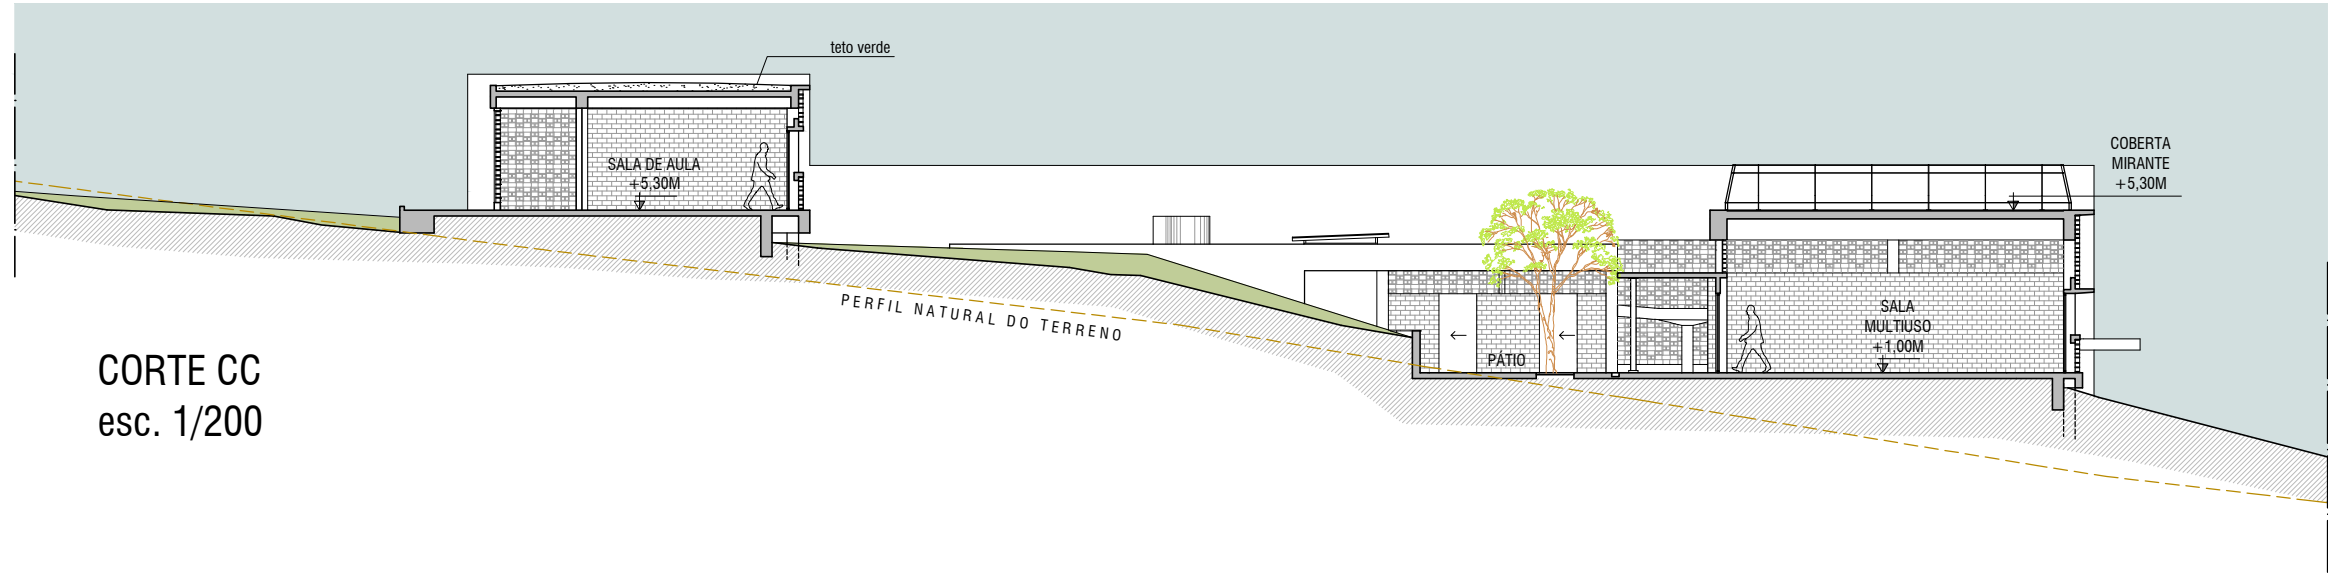 teto verde
SALA DE AULA
+5,30M
COBERTA
MIRANTE
+5,30M
PERFIL NATURAL DO TERRENO
SALA
MULTIUSO
+1,00M
PÁTIO
CORTE CC
esc. 1/200